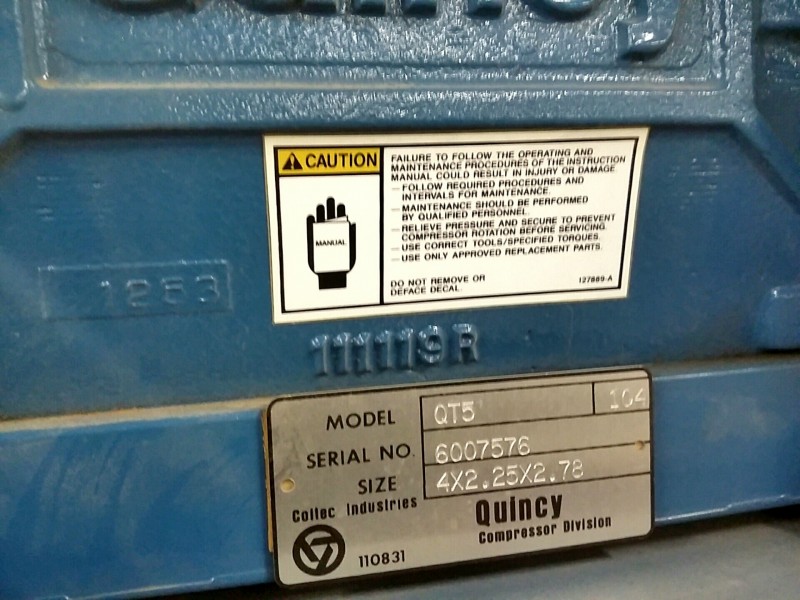 Quincy
CAUTION
MANUAL
FAILURE TO FOLLOW THE OPERATING AND
MAINTENANCE PROCEDURES OF THE INSTRUCTION
MANUAL COULD RESULT IN INJURY OR DAMAGE.
- FOLLOW REQUIRED PROCEDURES AND
INTERVALS FOR MAINTENANCE.
- MAINTENANCE SHOULD BE PERFORMED
BY QUALIFIED PERSONNEL.
- RELIEVE PRESSURE AND SECURE TO PREVENT
COMPRESSOR ROTATION BEFORE SERVICING.
- USE CORRECT TOOLS/SPECIFIED TORQUES.
- USE ONLY APPROVED REPLACEMENT PARTS.
DO NOT REMOVE OR
DEFACE DECAL.
127889-A
1253
111119R
MODEL QT5 104
SERIAL NO. 6007576
SIZE 4X2.25X2.78
Coltec Industries
Quincy
Compressor Division
110831